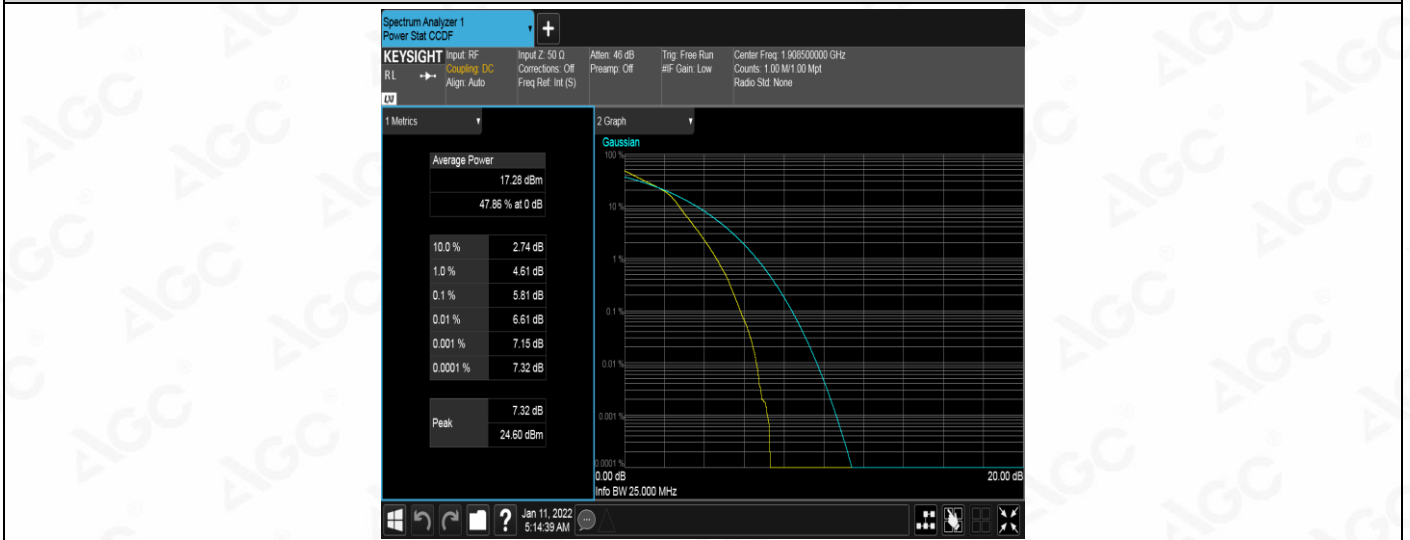 Spectrum Analyzer 1
Power Stat CCDF
+
KEYSIGHT
RL
LXI
Input: RF
Coupling: DC
Align: Auto
Input Z: 50 Ω
Corrections: Off
Freq Ref: Int (S)
Atten: 46 dB
Preamp: Off
Trig: Free Run
#IF Gain: Low
Center Freq: 1.908500000 GHz
Counts: 1.00 M/1.00 Mpt
Radio Std: None
1 Metrics
Average Power
17.28 dBm
47.86 % at 0 dB
10.0 % 2.74 dB
1.0 % 4.61 dB
0.1 % 5.81 dB
0.01 % 6.61 dB
0.001 % 7.15 dB
0.0001 % 7.32 dB
Peak
7.32 dB
24.60 dBm
2 Graph
Gaussian
100 %
10 %
1 %
0.1 %
0.01 %
0.001 %
0.0001 %
0.00 dB
20.00 dB
Info BW 25.000 MHz
?
Jan 11, 2022
5:14:39 AM
AGC